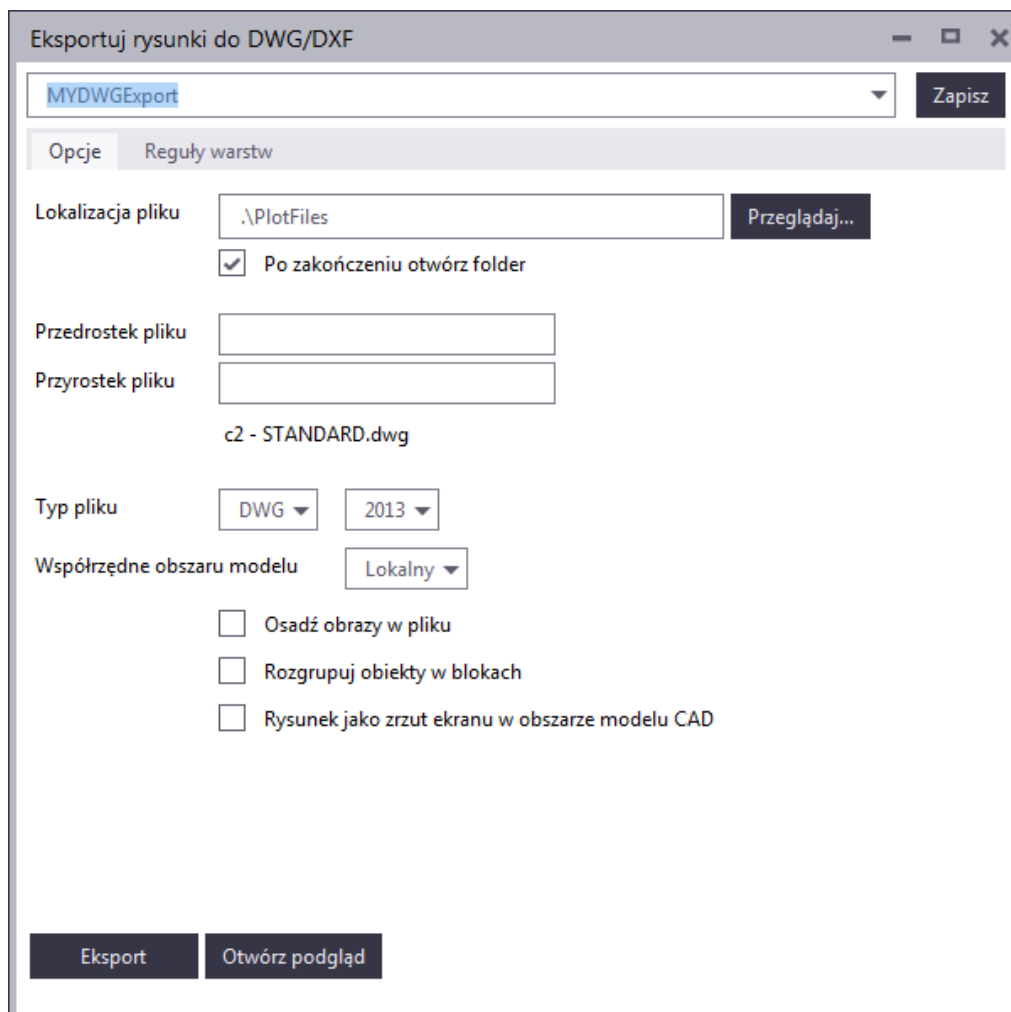 Eksportuj rysunki do DWG/DXF
MYDWGExport
Zapisz
Opcje Reguły warstw
Lokalizacja pliku .\PlotFiles Przeglądaj...
Po zakończeniu otwórz folder
Przedrostek pliku
Przyrostek pliku
c2 - STANDARD.dwg
Typ pliku DWG 2013
Współrzędne obszaru modelu Lokalny
Osadź obrazy w pliku
Rozgrupuj obiekty w blokach
Rysunek jako zrzut ekranu w obszarze modelu CAD
Eksport Otwórz podgląd